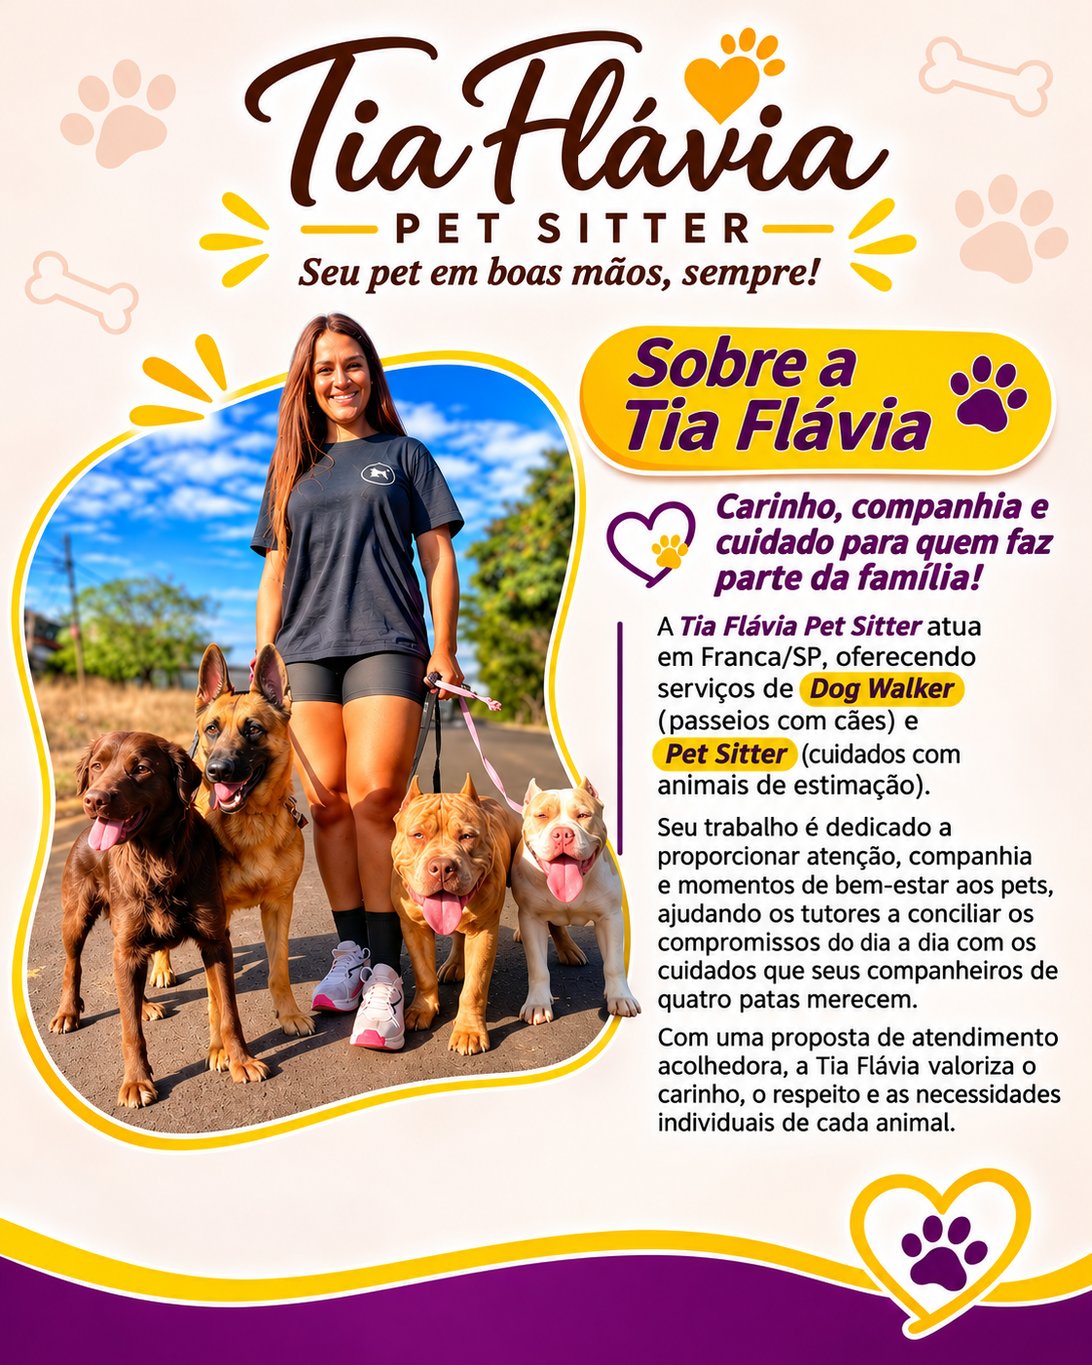 Tia Flávia
PET SITTER
Seu pet em boas mãos, sempre!
Sobre a
Tia Flávia
Carinho, companhia e
cuidado para quem faz
parte da família!
A Tia Flávia Pet Sitter atua
em Franca/SP, oferecendo
serviços de Dog Walker
(passeios com cães) e
Pet Sitter (cuidados com
animais de estimação).
Seu trabalho é dedicado a
proporcionar atenção, companhia
e momentos de bem-estar aos pets,
ajudando os tutores a conciliar os
compromissos do dia a dia com os
cuidados que seus companheiros de
quatro patas merecem.
Com uma proposta de atendimento
acolhedora, a Tia Flávia valoriza o
carinho, o respeito e as necessidades
individuais de cada animal.